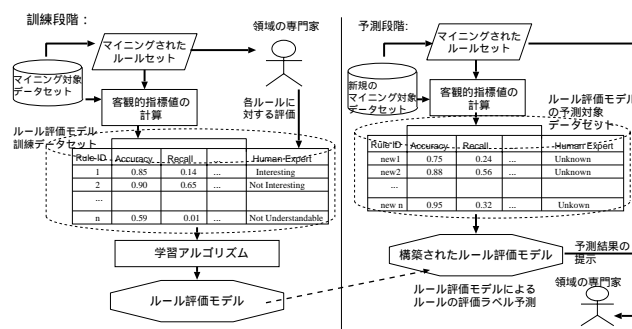 訓練段階：
マイニングされた
ルールセット
領域の専門家
マイニング対象
データセット
客観的指標値の
計算
各ルールに
対する評価
ルール評価モデル
訓練データセット
Rule ID Accuracy Recall ... Human Expert
1 0.85 0.14 ... Interesting
2 0.90 0.65 ... Not Interesting
...
n 0.59 0.01 ... Not Understandable
学習アルゴリズム
ルール評価モデル
予測段階:
マイニングされた
ルールセット
新規の
マイニング対象
データセット
客観的指標値の
計算
ルール評価モデル
の予測対象
データセット
Rule ID Accuracy Recall ... Human Expert
new1 0.75 0.24 ... Unknown
new2 0.88 0.56 ... Unknown
...
new n 0.95 0.32 ... Unkown
構築されたルール評価モデル
予測結果の
提示
ルール評価モデルによる
ルールの評価ラベル予測
領域の専門家